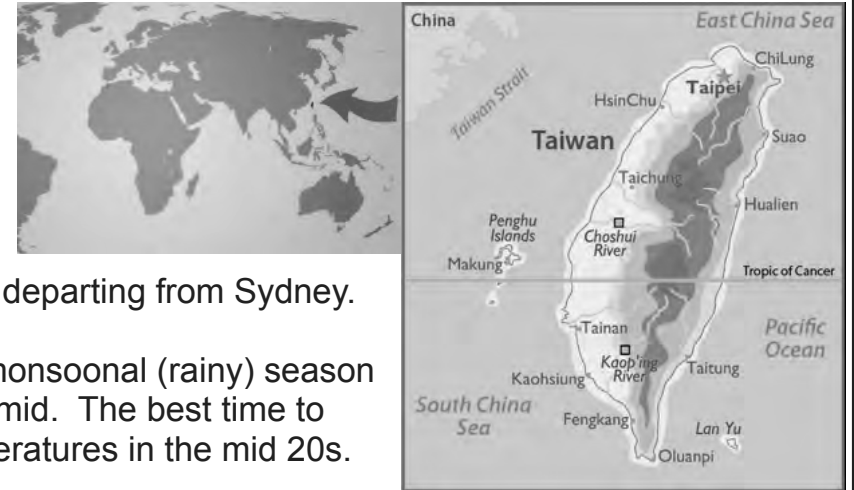 China
East China Sea
ChiLung
Taipei
Taiwan Strait
HsinChu
Suao
Taiwan
Taichung
Hualien
Penghu
Islands
Choshui
River
Makung
Tropic of Cancer
departing from Sydney.
Pacific
Ocean
Tainan
monsoonal (rainy) season
Kaop'ing
River
Taitung
Kaohsiung
mid. The best time to
South China
Sea
Fengkang
Lan Yu
eratures in the mid 20s.
Oluanpi